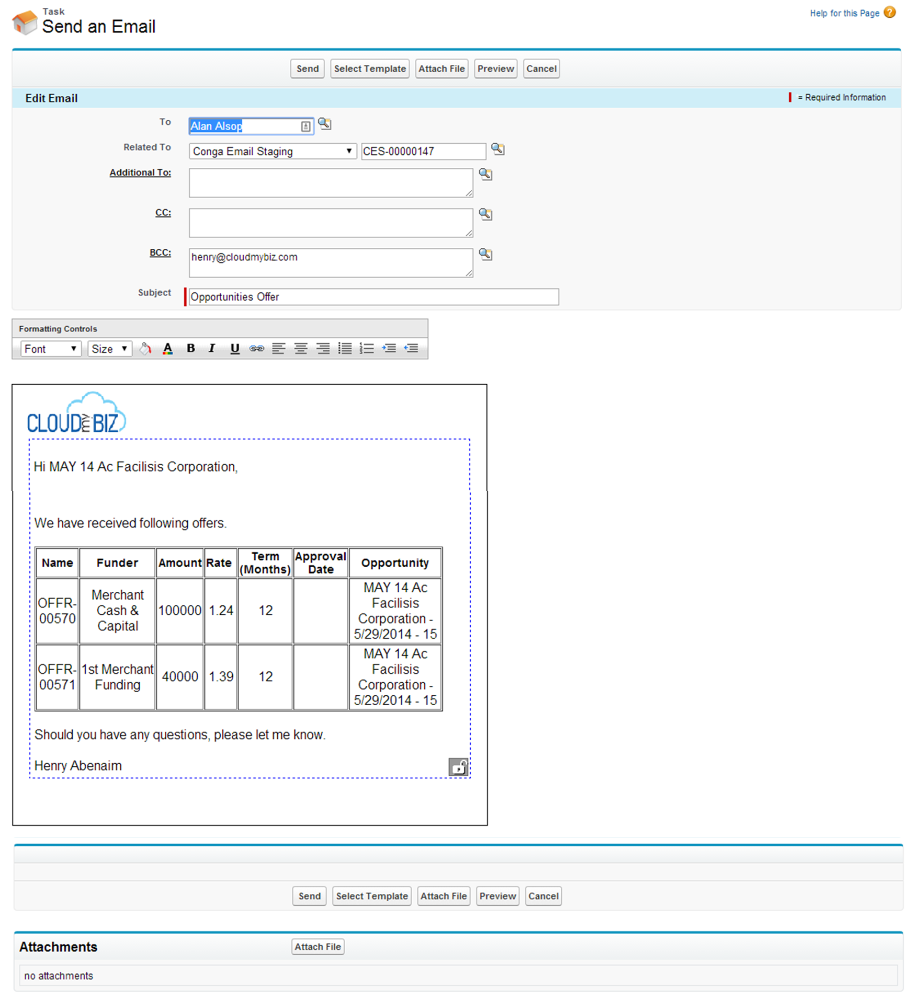 Task
Send an Email
Help for this Page ?
Send Select Template Attach File Preview Cancel
Edit Email
= Required Information
To Alan Alsop
Related To Conga Email Staging CES-00000147
Additional To:
CC:
BCC: henry@cloudmybiz.com
Subject Opportunities Offer
Formatting Controls
Font Size A B I U
CLOUD my BIZ
Hi MAY 14 Ac Facilisis Corporation,
We have received following offers.
Name Funder Amount Rate Term (Months) Approval Date Opportunity
OFFR-00570 Merchant Cash & Capital 100000 1.24 12 MAY 14 Ac Facilisis Corporation - 5/29/2014 - 15
OFFR-00571 1st Merchant Funding 40000 1.39 12 MAY 14 Ac Facilisis Corporation - 5/29/2014 - 15
Should you have any questions, please let me know.
Henry Abenaim
Send Select Template Attach File Preview Cancel
Attachments Attach File
no attachments